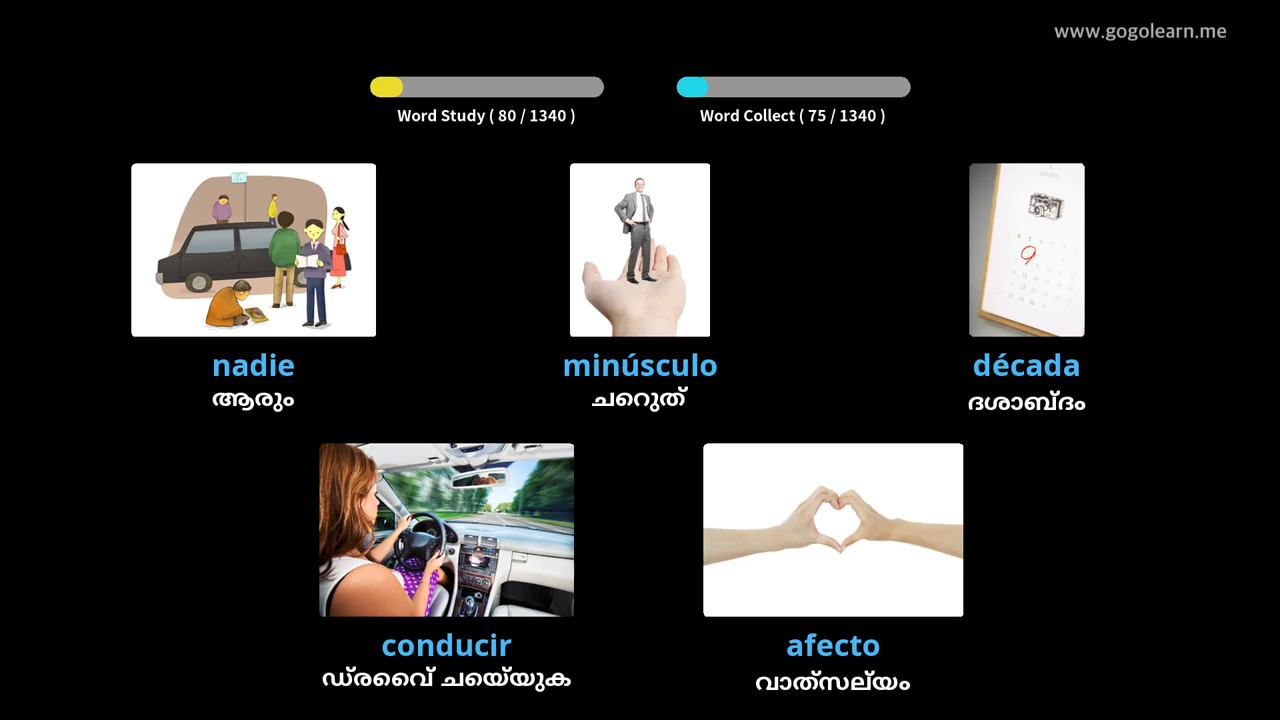 www.gogolearn.me
Word Study ( 80 / 1340 )
Word Collect ( 75 / 1340 )
nadie
ആരും
minúsculo
ചെറുത്
década
ദശാബ്ദം
conducir
ഡ്രൈവ് ചെയ്യുക
afecto
വാത്സല്യം